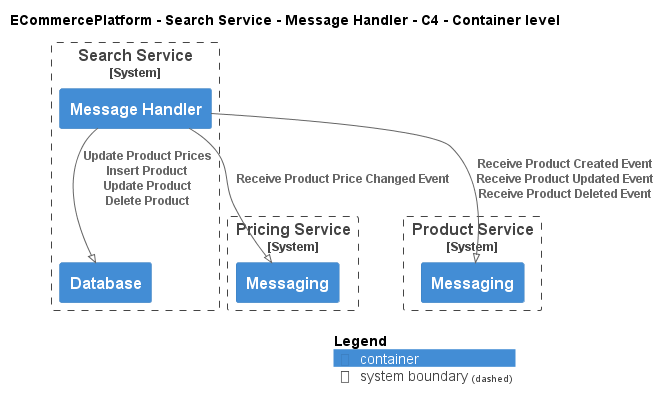 ECommercePlatform - Search Service - Message Handler - C4 - Container level
Search Service
[System]
Message Handler
Update Product Prices
Insert Product
Update Product
Delete Product
Receive Product Price Changed Event
Receive Product Created Event
Receive Product Updated Event
Receive Product Deleted Event
Pricing Service
[System]
Product Service
[System]
Database
Messaging
Messaging
Legend
container
system boundary (dashed)